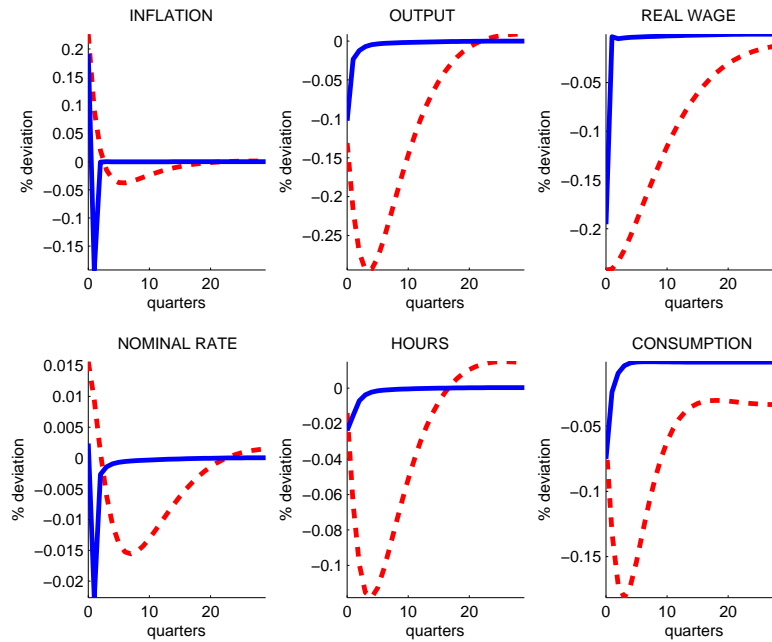 INFLATION
0.2
0.15
0.1
0.05
0
−0.05
−0.1
−0.15
% deviation
0 10 20
quarters
OUTPUT
0
−0.05
−0.1
−0.15
−0.2
−0.25
% deviation
0 10 20
quarters
REAL WAGE
−0.05
−0.1
−0.15
−0.2
% deviation
0 10 20
quarters
NOMINAL RATE
0.015
0.01
0.005
0
−0.005
−0.01
−0.015
−0.02
% deviation
0 10 20
quarters
HOURS
0
−0.02
−0.04
−0.06
−0.08
−0.1
% deviation
0 10 20
quarters
CONSUMPTION
−0.05
−0.1
−0.15
% deviation
0 10 20
quarters